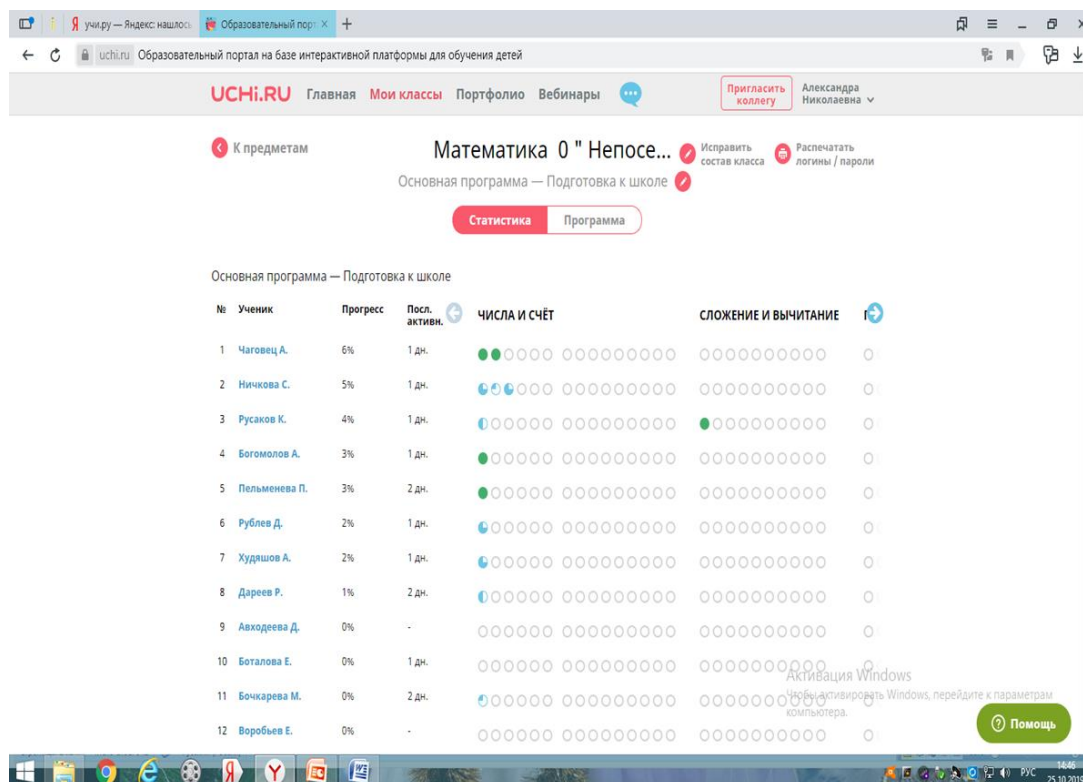 учи.ру — Яндекс: нашлось
Образовательный порт
uchi.ru Образовательный портал на базе интерактивной платформы для обучения детей
UCHi.RU Главная Мои классы Портфолио Вебинары
Пригласить коллегу
Александра Николаевна
К предметам
Математика 0 " Непосе...
Исправить состав класса
Распечатать логины / пароли
Основная программа — Подготовка к школе
Статистика Программа
Основная программа — Подготовка к школе
№ Ученик Прогресс Посл. активн. ЧИСЛА И СЧЁТ СЛОЖЕНИЕ И ВЫЧИТАНИЕ
1 Чаговец А. 6% 1 дн.
2 Ничкова С. 5% 1 дн.
3 Русаков К. 4% 1 дн.
4 Богомолов А. 3% 1 дн.
5 Пельменева П. 3% 2 дн.
6 Рублев Д. 2% 1 дн.
7 Худяшов А. 2% 1 дн.
8 Дареев Р. 1% 2 дн.
9 Авходеева Д. 0% -
10 Боталова Е. 0% 1 дн.
11 Бочкарева М. 0% 2 дн.
12 Воробьев Е. 0% -
Активация Windows
Чтобы активировать Windows, перейдите к параметрам
компьютера.
Помощь
РУС
14:46
25.10.2019